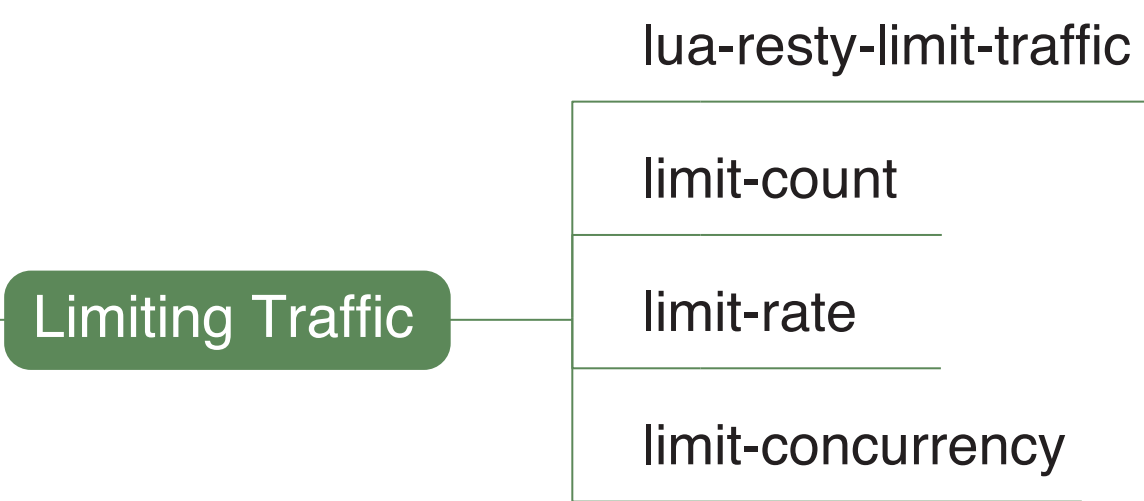 lua-resty-limit-traffic
limit-count
Limiting Traffic
limit-rate
limit-concurrency